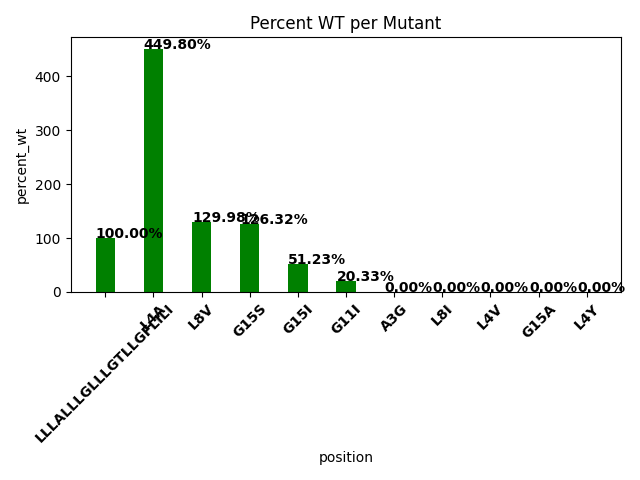 Percent WT per Mutant
percent_wt
400
300
200
100
0
100.00%
449.80%
129.98%
126.32%
51.23%
20.33%
0.00%
0.00%
0.00%
0.00%
0.00%
L4A
L8V
G15S
G15I
G11I
A3G
L8I
L4V
G15A
L4Y
position